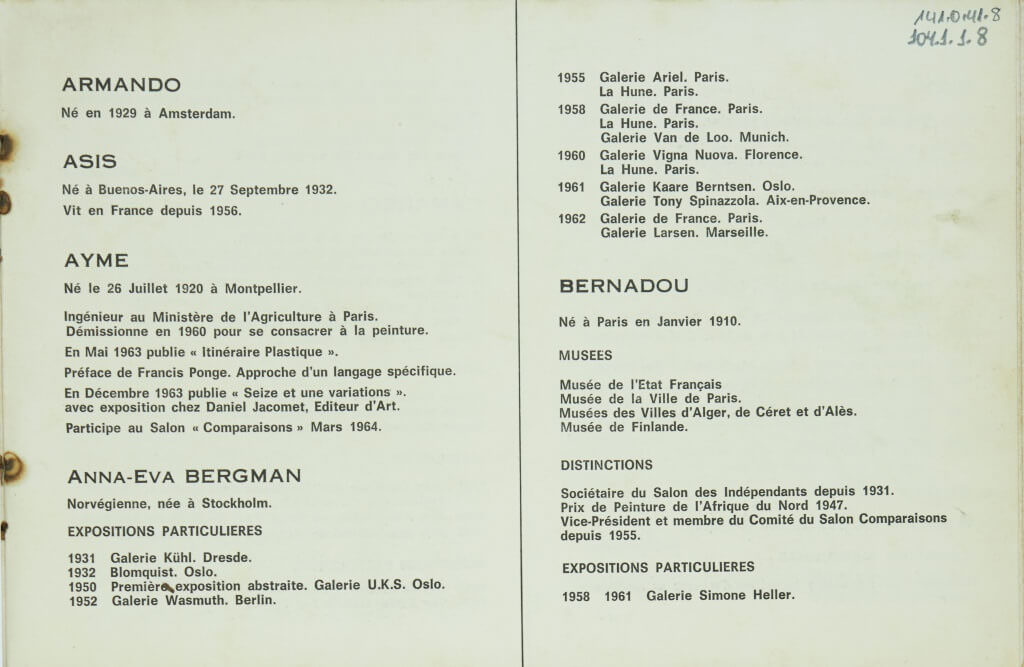 ARMANDO
Né en 1929 à Amsterdam.
ASIS
Né à Buenos-Aires, le 27 Septembre 1932.
Vit en France depuis 1956.
AYME
Né le 26 Juillet 1920 à Montpellier.
Ingénieur au Ministère de l'Agriculture à Paris.
Démissionne en 1960 pour se consacrer à la peinture.
En Mai 1963 publie « Itinéraire Plastique ».
Préface de Francis Ponge. Approche d'un langage spécifique.
En Décembre 1963 publie « Seize et une variations ».
avec exposition chez Daniel Jacomet, Editeur d'Art.
Participe au Salon « Comparaisons » Mars 1964.
ANNA-EVA BERGMAN
Norvégienne, née à Stockholm.
EXPOSITIONS PARTICULIERES
1931 Galerie Kühl. Dresde.
1932 Blomquist. Oslo.
1950 Première exposition abstraite. Galerie U.K.S. Oslo.
1952 Galerie Wasmuth. Berlin.
141.0.41.8
104.1.1.8
1955 Galerie Ariel. Paris.
La Hune. Paris.
1958 Galerie de France. Paris.
La Hune. Paris.
Galerie Van de Loo. Munich.
1960 Galerie Vigna Nuova. Florence.
La Hune. Paris.
1961 Galerie Kaare Berntsen. Oslo.
Galerie Tony Spinazzola. Aix-en-Provence.
1962 Galerie de France. Paris.
Galerie Larsen. Marseille.
BERNADOU
Né à Paris en Janvier 1910.
MUSEES
Musée de l'Etat Français
Musée de la Ville de Paris.
Musées des Villes d'Alger, de Céret et d'Alès.
Musée de Finlande.
DISTINCTIONS
Sociétaire du Salon des Indépendants depuis 1931.
Prix de Peinture de l'Afrique du Nord 1947.
Vice-Président et membre du Comité du Salon Comparaisons
depuis 1955.
EXPOSITIONS PARTICULIERES
1958 1961 Galerie Simone Heller.